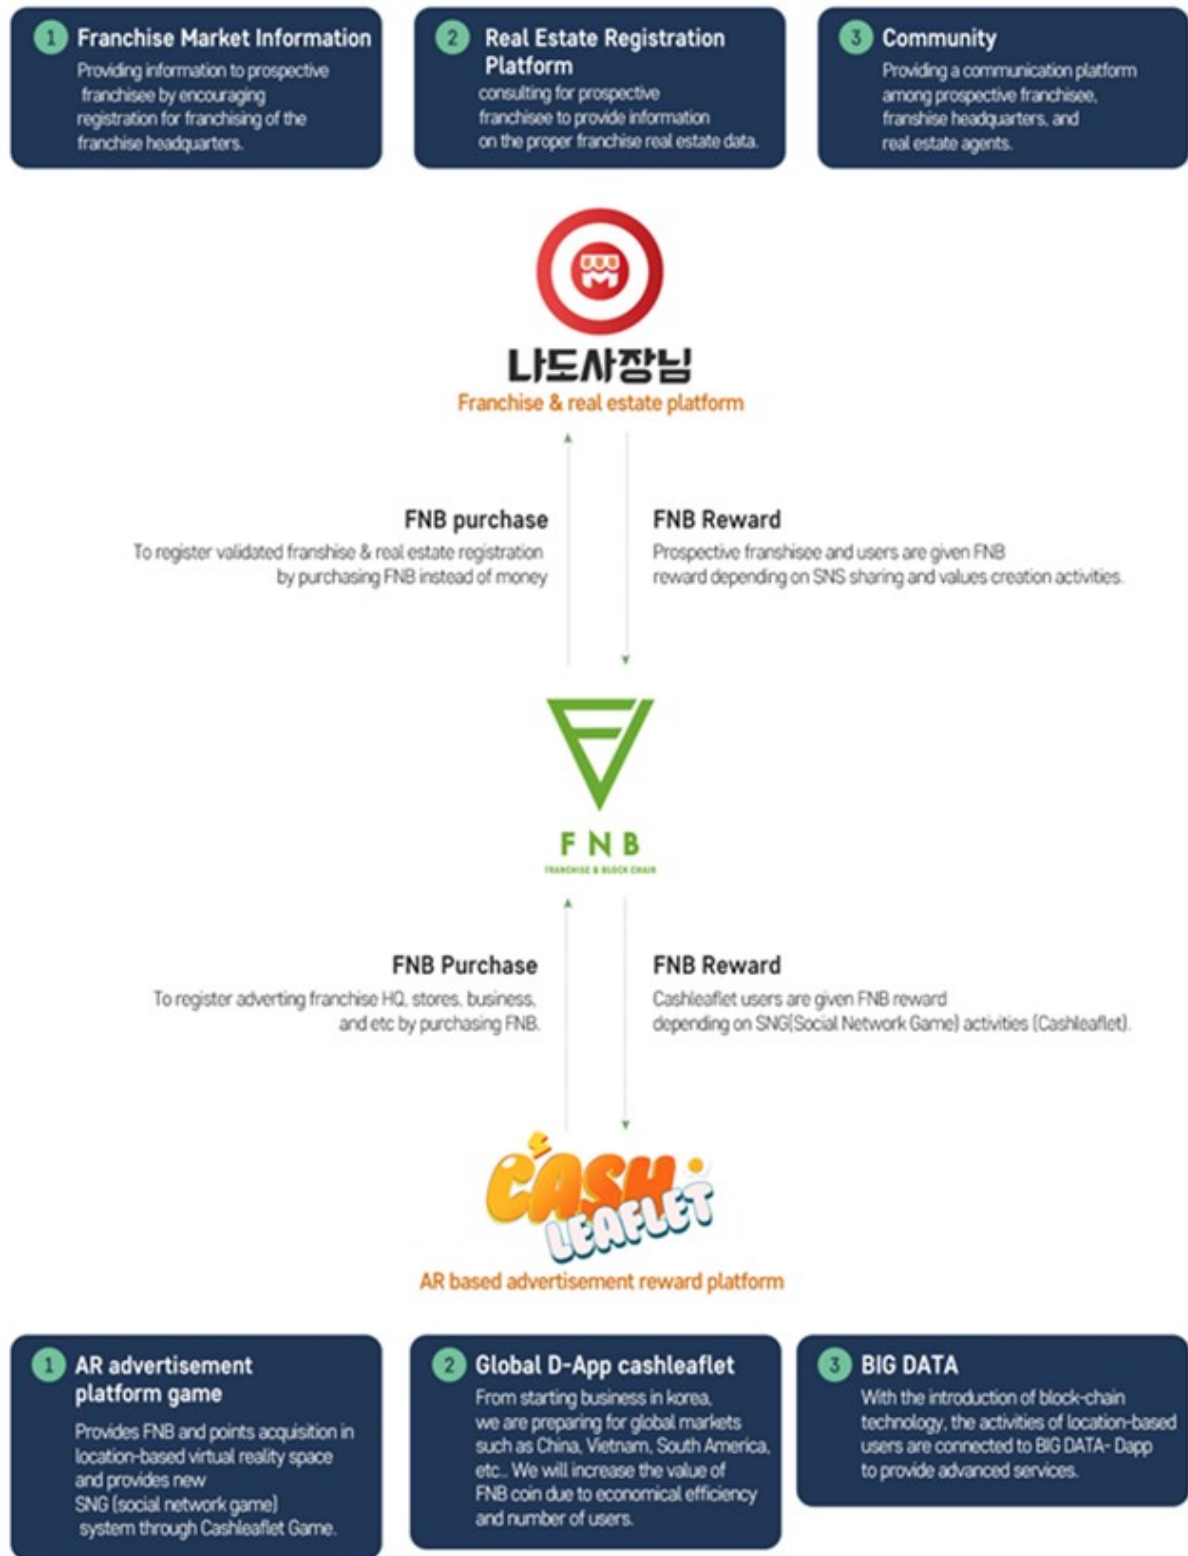 1 Franchise Market Information
Providing information to prospective
franchisee by encouraging
registration for franchising of the
franchise headquarters.
2 Real Estate Registration
Platform
consulting for prospective
franchisee to provide information
on the proper franchise real estate data.
3 Community
Providing a communication platform
among prospective franchisee,
franshise headquarters, and
real estate agents.
나도사장님
Franchise & real estate platform
FNB purchase
To register validated franshise & real estate registration
by purchasing FNB instead of money
FNB Reward
Prospective franshisee and users are given FNB
reward depending on SNS sharing and values creation activities.
FNB
FRANCHISE & BLOCK CHAIN
FNB Purchase
To register adverting franchise HQ, stores, business,
and etc by purchasing FNB.
FNB Reward
Cashleaflet users are given FNB reward
depending on SNG(Social Network Game) activities (Cashleaflet).
CASH
LEAFLET
AR based advertisement reward platform
1 AR advertisement
platform game
Provides FNB and points acquisition in
location-based virtual reality space
and provides new
SNG (social network game)
system through Cashleaflet Game.
2 Global D-App cashleaflet
From starting business in korea,
we are preparing for global markets
such as China, Vietnam, South America,
etc.. We will increase the value of
FNB coin due to economical efficiency
and number of users.
3 BIG DATA
With the introduction of block-chain
technology, the activities of location-based
users are connected to BIG DATA- Dapp
to provide advanced services.